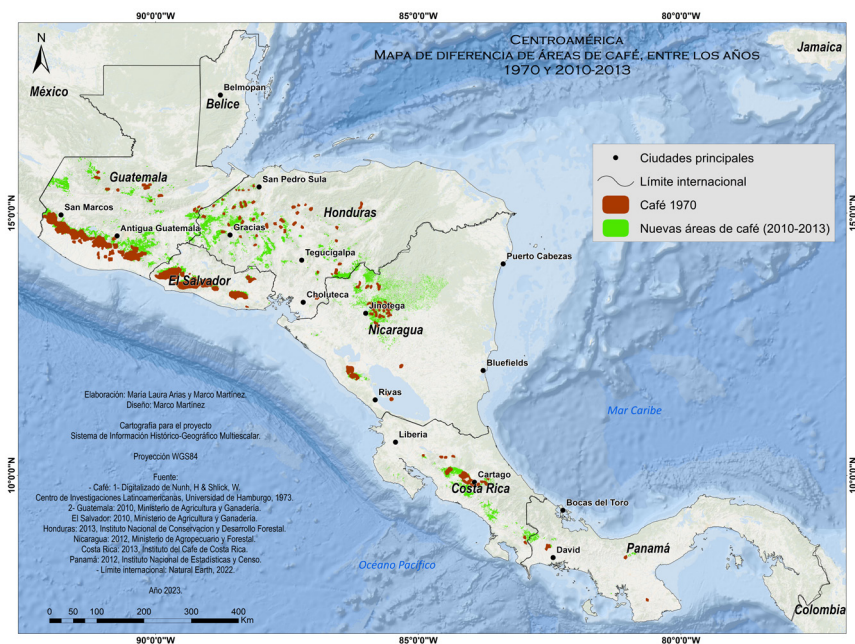 90°0'0"W
85°0'0"W
80°0'0"W
CENTROAMÉRICA
MAPA DE DIFERENCIA DE ÁREAS DE CAFÉ, ENTRE LOS AÑOS
1970 Y 2010-2013
N
Jamaica
México
Belmopan
Belice
Ciudades principales
Límite internacional
Café 1970
Nuevas áreas de café (2010-2013)
Guatemala
San Pedro Sula
Honduras
San Marcos
Antigua Guatemala
Gracias
15°0'0"N
15°0'0"N
Tegucigalpa
Puerto Cabezas
El Salvador
Choluteca
Jinotega
Nicaragua
Bluefields
Rivas
Mar Caribe
Liberia
Elaboración: María Laura Arias y Marco Martínez.
Diseño: Marco Martínez
Cartografía para el proyecto
Sistema de Información Histórico-Geográfico Multiescalar.
Proyección WGS84
Fuente:
- Café: 1- Digitalizado de Nunh, H & Shlick, W,
Centro de Investigaciones Latinoamericanas, Universidad de Hamburgo, 1973.
2- Guatemala: 2010, Ministerio de Agricultura y Ganadería.
El Salvador: 2010, Ministerio de Agricultura y Ganadería.
Honduras: 2013, Instituto Nacional de Conservacion y Desarrollo Forestal.
Nicaragua: 2012, Ministerio de Agropecuario y Forestal.
Costa Rica: 2013, Instituto del Cafe de Costa Rica.
Panamá: 2012, Instituto Nacional de Estadísticas y Censo.
- Límite internacional: Natural Earth, 2022.
Año 2023.
10°0'0"N
10°0'0"N
Cartago
Costa Rica
Bocas del Toro
David
Panamá
Océano Pacífico
Colombia
0 50 100 200 300 400
Km
90°0'0"W
85°0'0"W
80°0'0"W